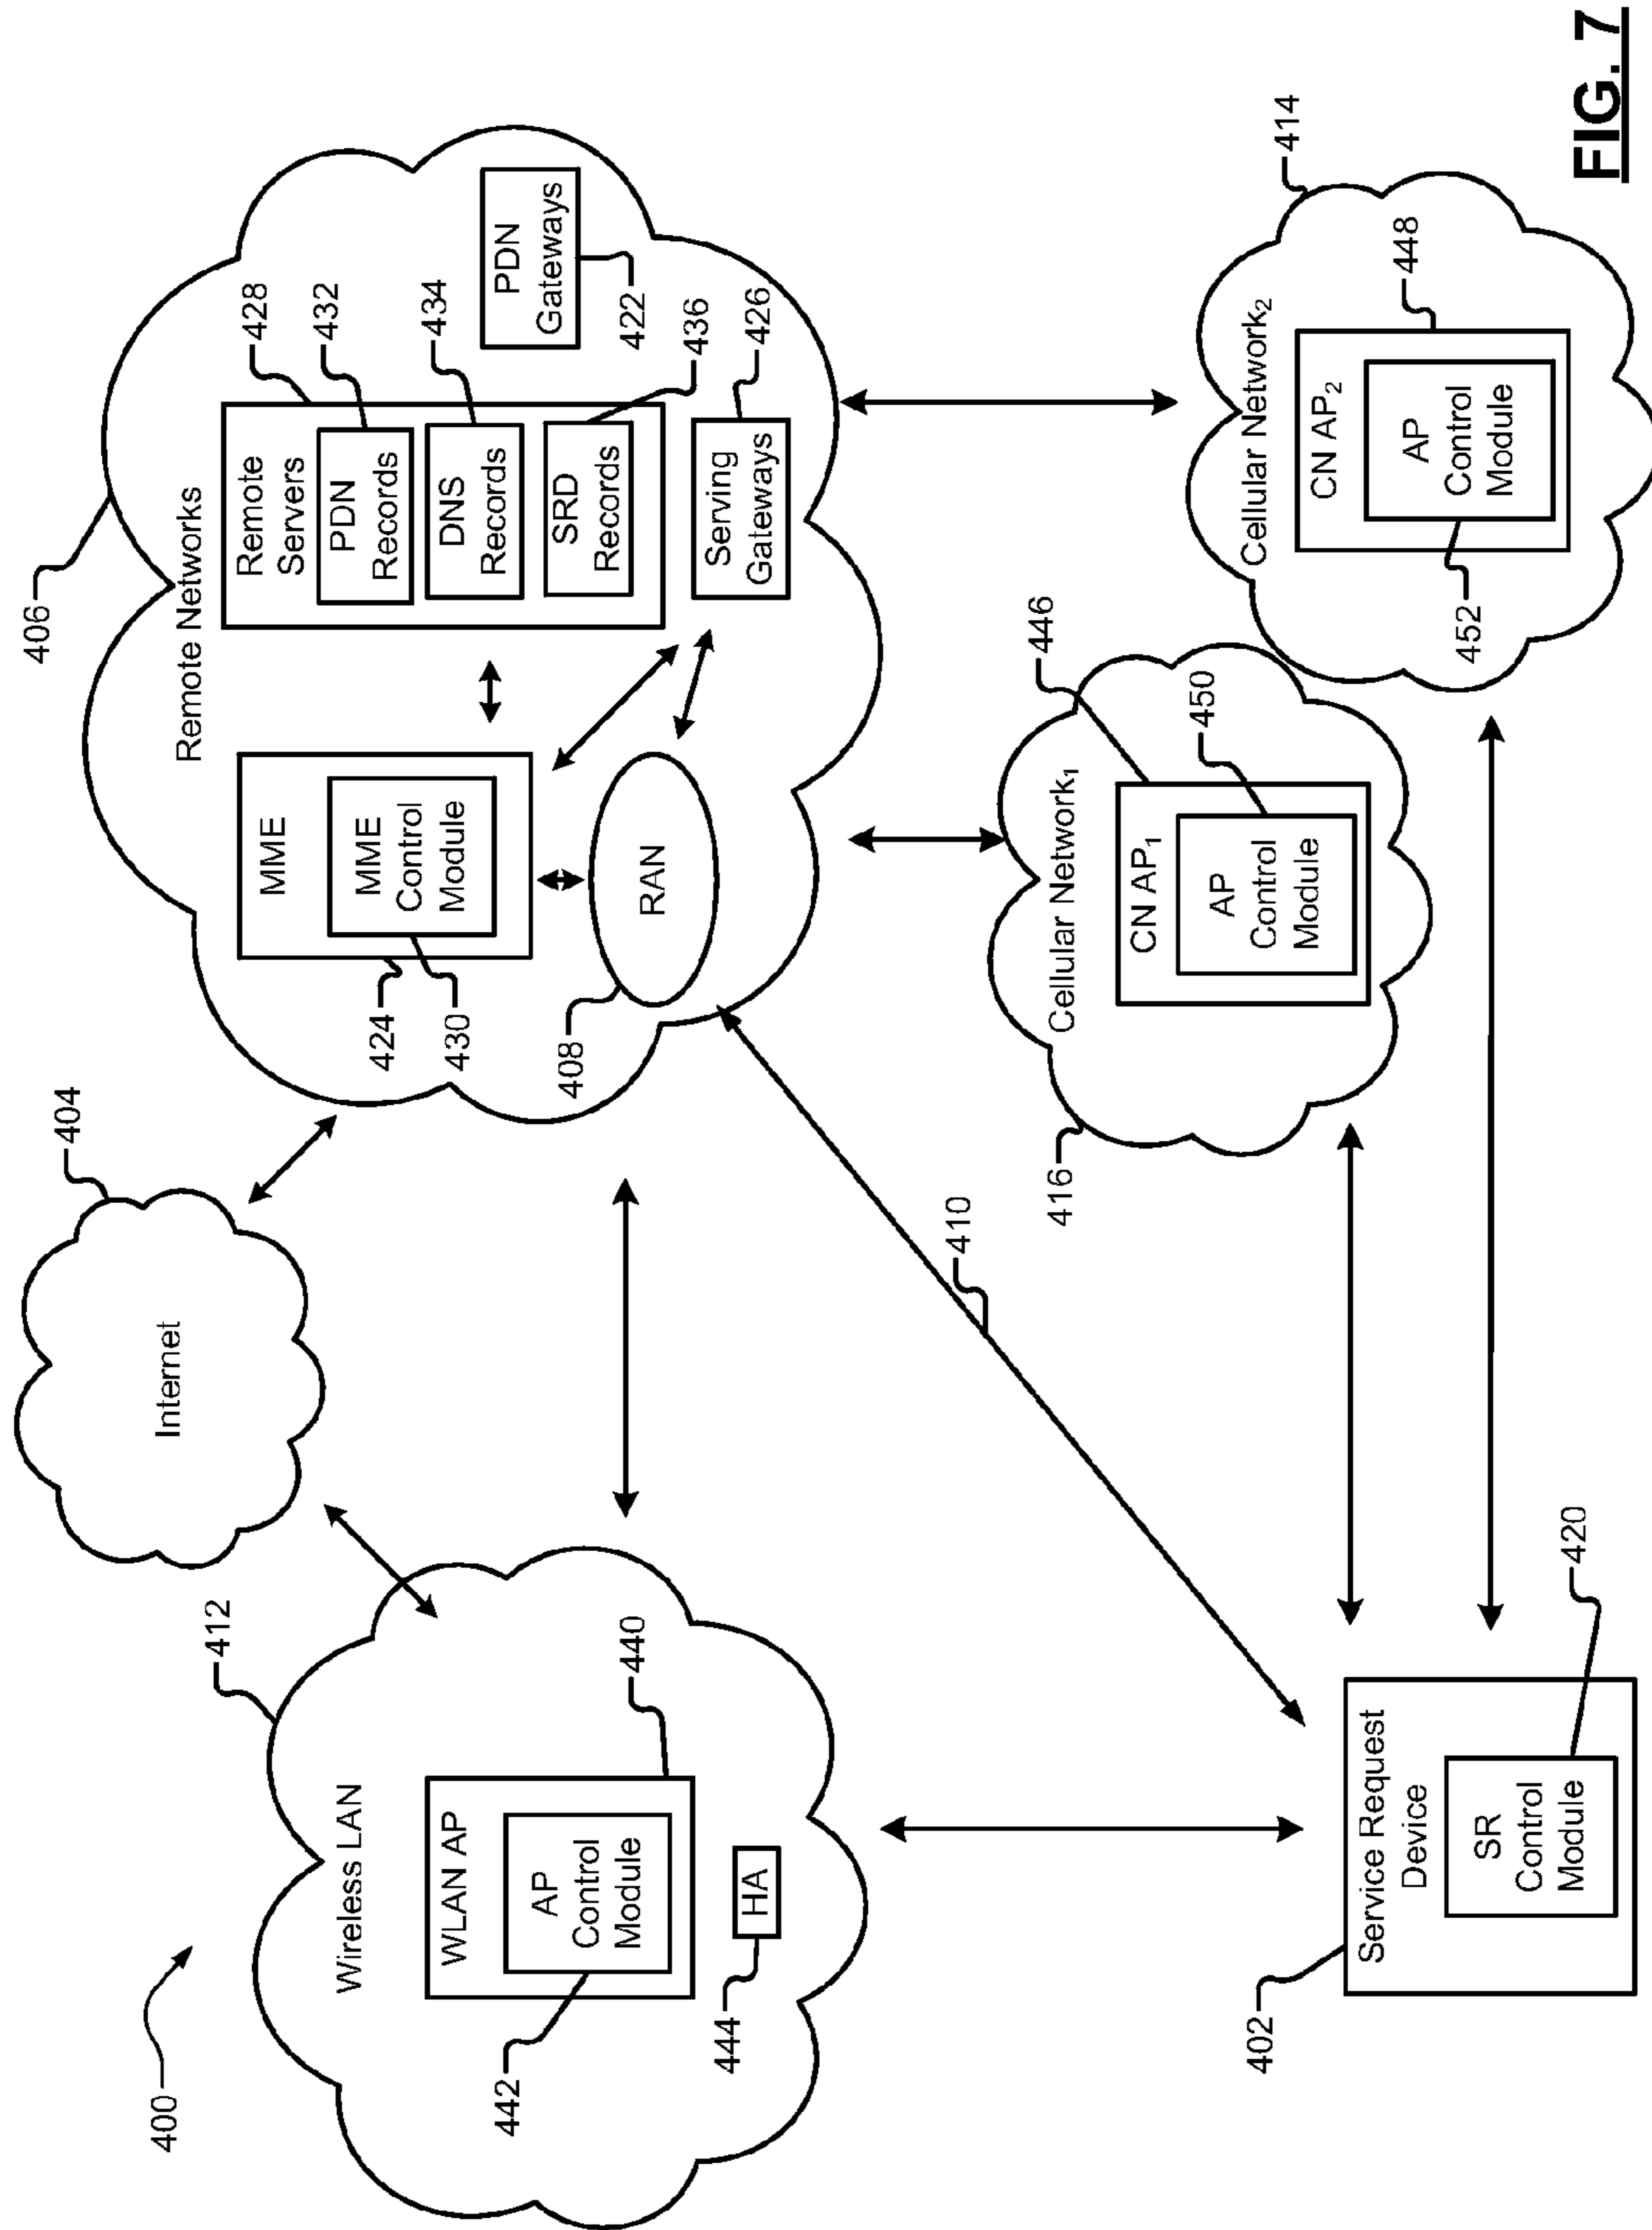 400
412
Wireless LAN
WLAN AP
AP
Control
Module
440
442
HA
444
404
Internet
406
Remote Networks
MME
MME
Control
Module
424
430
RAN
408
Remote
Servers
PDN
Records
DNS
Records
SRD
Records
428
432
434
436
PDN
Gateways
422
Serving
Gateways
426
410
Service Request
Device
SR
Control
Module
402
420
416
Cellular Network₁
CN AP₁
AP
Control
Module
446
450
414
Cellular Network₂
CN AP₂
AP
Control
Module
448
452
FIG. 7